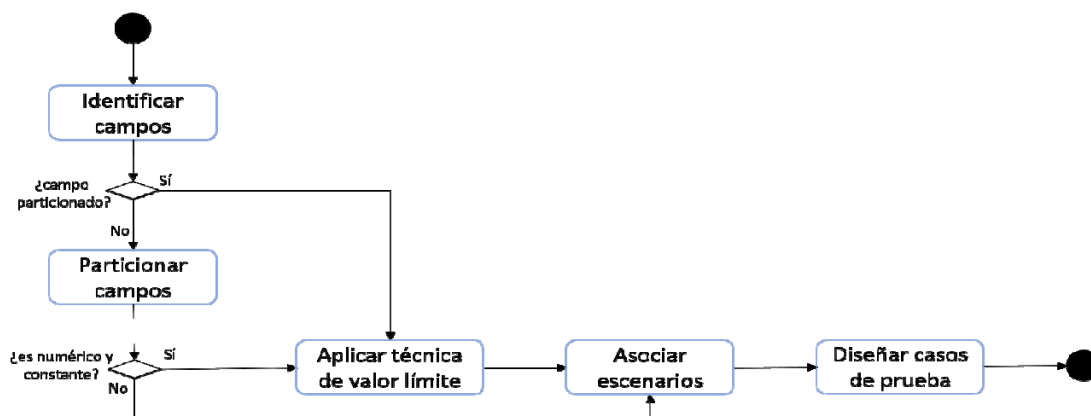 Identificar
campos
¿campo
particionado?
Sí
No
Particionar
campos
¿es numérico y
constante?
Sí
No
Aplicar técnica
de valor límite
Asociar
escenarios
Diseñar casos
de prueba